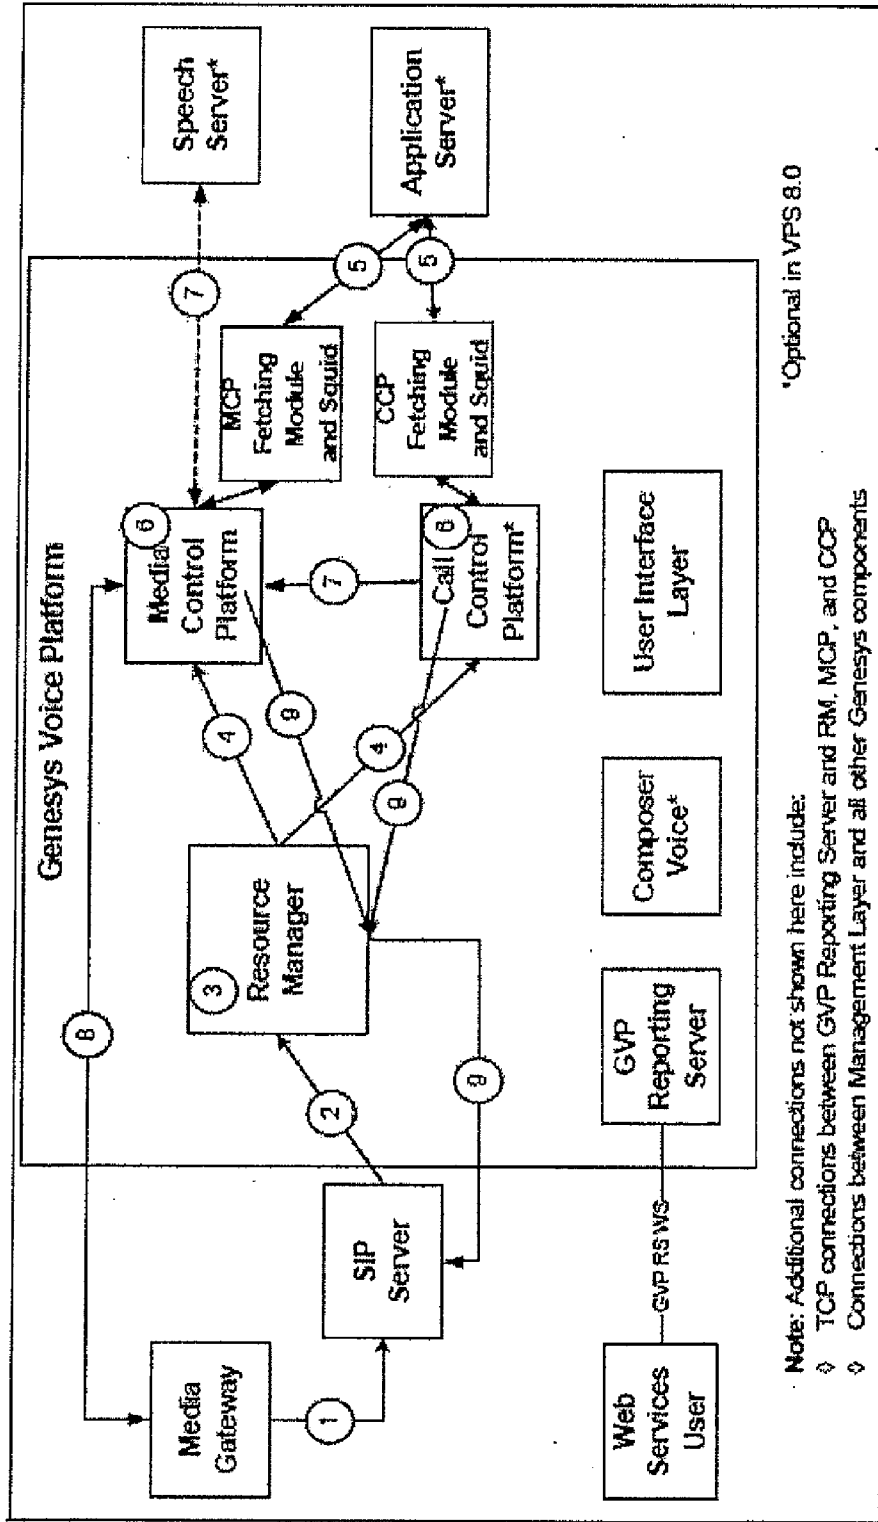 Genesys Voice Platform
8
Media
Gateway
1
SIP
Server
2
3
Resource
Manager
4
9
4
9
9
6
Media
Control
Platform
7
Call
6
Control
Platform*
7
MCP
Fetching
Module
and Squid
CCP
Fetching
Module
and Squid
5
5
Speech
Server*
Application
Server*
Web
Services
User
GVP RS WS
GVP
Reporting
Server
Composer
Voice*
User Interface
Layer
*Optional in VPS 8.0
Note: Additional connections not shown here include:
◊ TCP connections between GVP Reporting Server and RM, MCP, and CCP
◊ Connections between Management Layer and all other Genesys components